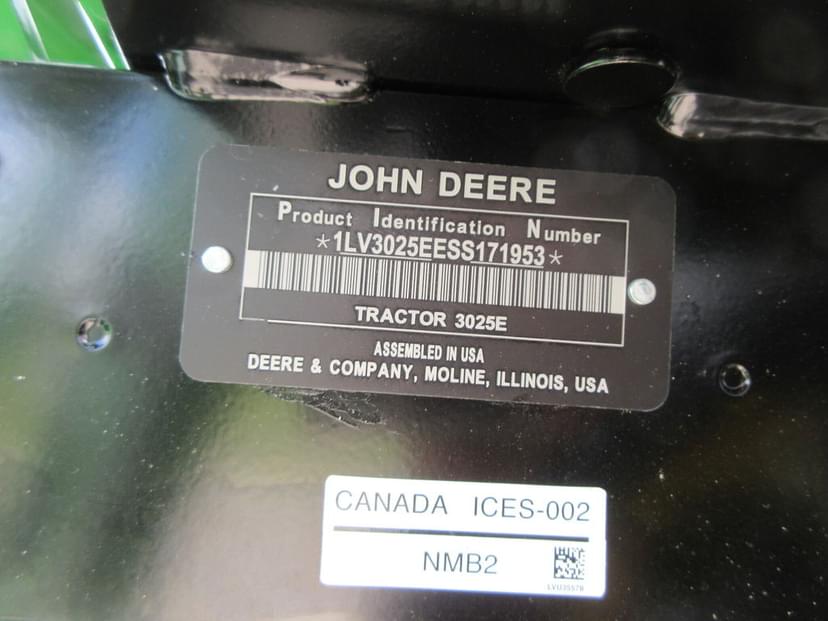 JOHN DEERE
Product Identification Number
*1LV3025EESS171953*
TRACTOR 3025E
ASSEMBLED IN USA
DEERE & COMPANY, MOLINE, ILLINOIS, USA
CANADA ICES-002
NMB2